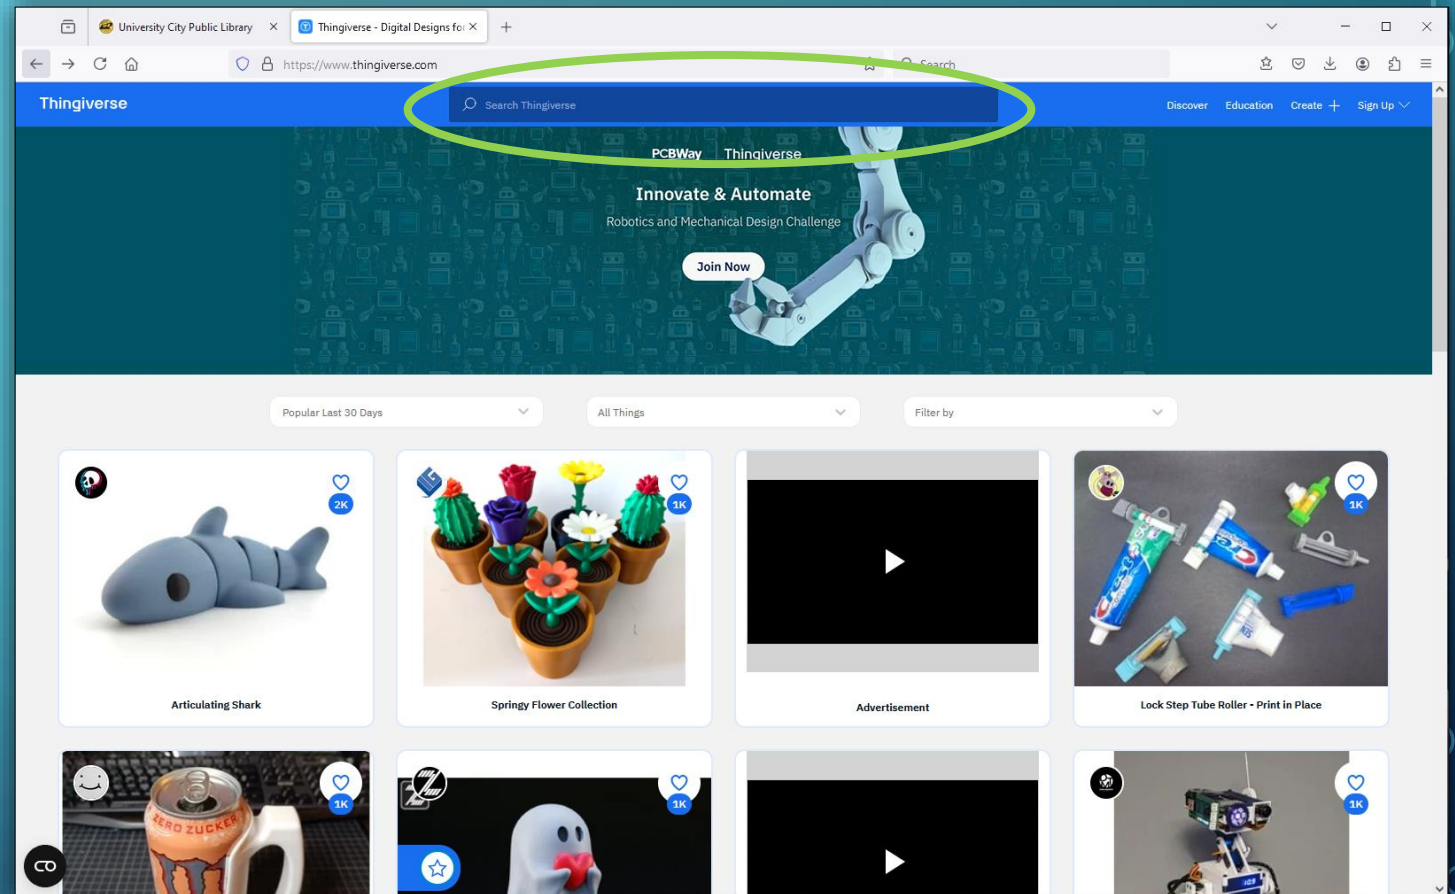 University City Public Library
Thingiverse - Digital Designs for
https://www.thingiverse.com
Search
Thingiverse
Search Thingiverse
Discover Education Create Sign Up
PCBWay | Thingiverse
Innovate & Automate
Robotics and Mechanical Design Challenge
Join Now
Popular Last 30 Days
All Things
Filter by
2K
1K
1K
Articulating Shark
Springy Flower Collection
Advertisement
Lock Step Tube Roller - Print in Place
1K
1K
1K
ZERO ZUCKER